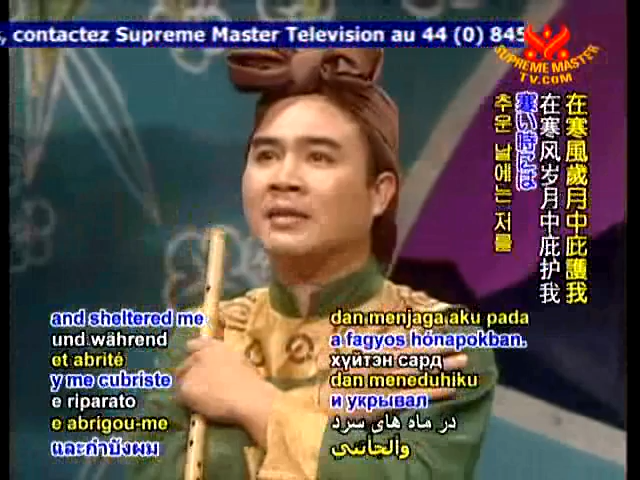 s, contactez Supreme Master Television au 44 (0) 845
SUPREME MASTER
TV.COM
在寒風歲月中庇護我
在寒风岁月中庇护我
寒い時には
추운 날에는 저를
and sheltered me
und während
et abrité
y me cubriste
e riparato
e abrigou-me
และกำบังผม
dan menjaga aku pada
a fagyos hónapokban.
хүйтэн сард
dan meneduhiku
и укрывал
در ماه های سرد